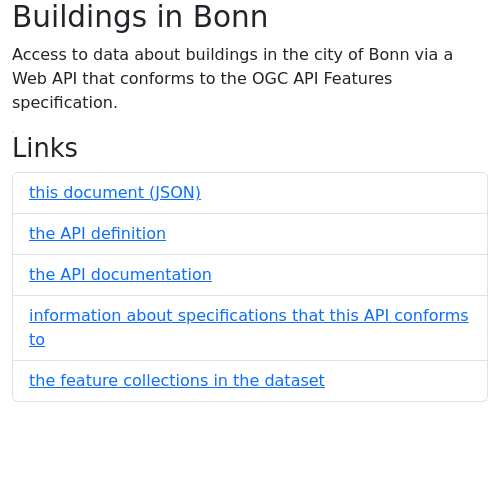 Buildings in Bonn
Access to data about buildings in the city of Bonn via a
Web API that conforms to the OGC API Features
specification.
Links
this document (JSON)
the API definition
the API documentation
information about specifications that this API conforms
to
the feature collections in the dataset